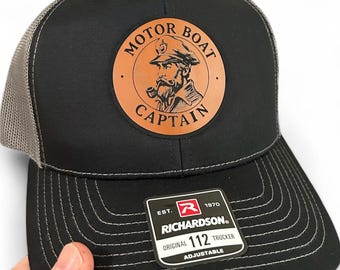 MOTOR BOAT
CAPTAIN
EST. R 1970
RICHARDSON
ORIGINAL 112 TRUCKER
ADJUSTABLE